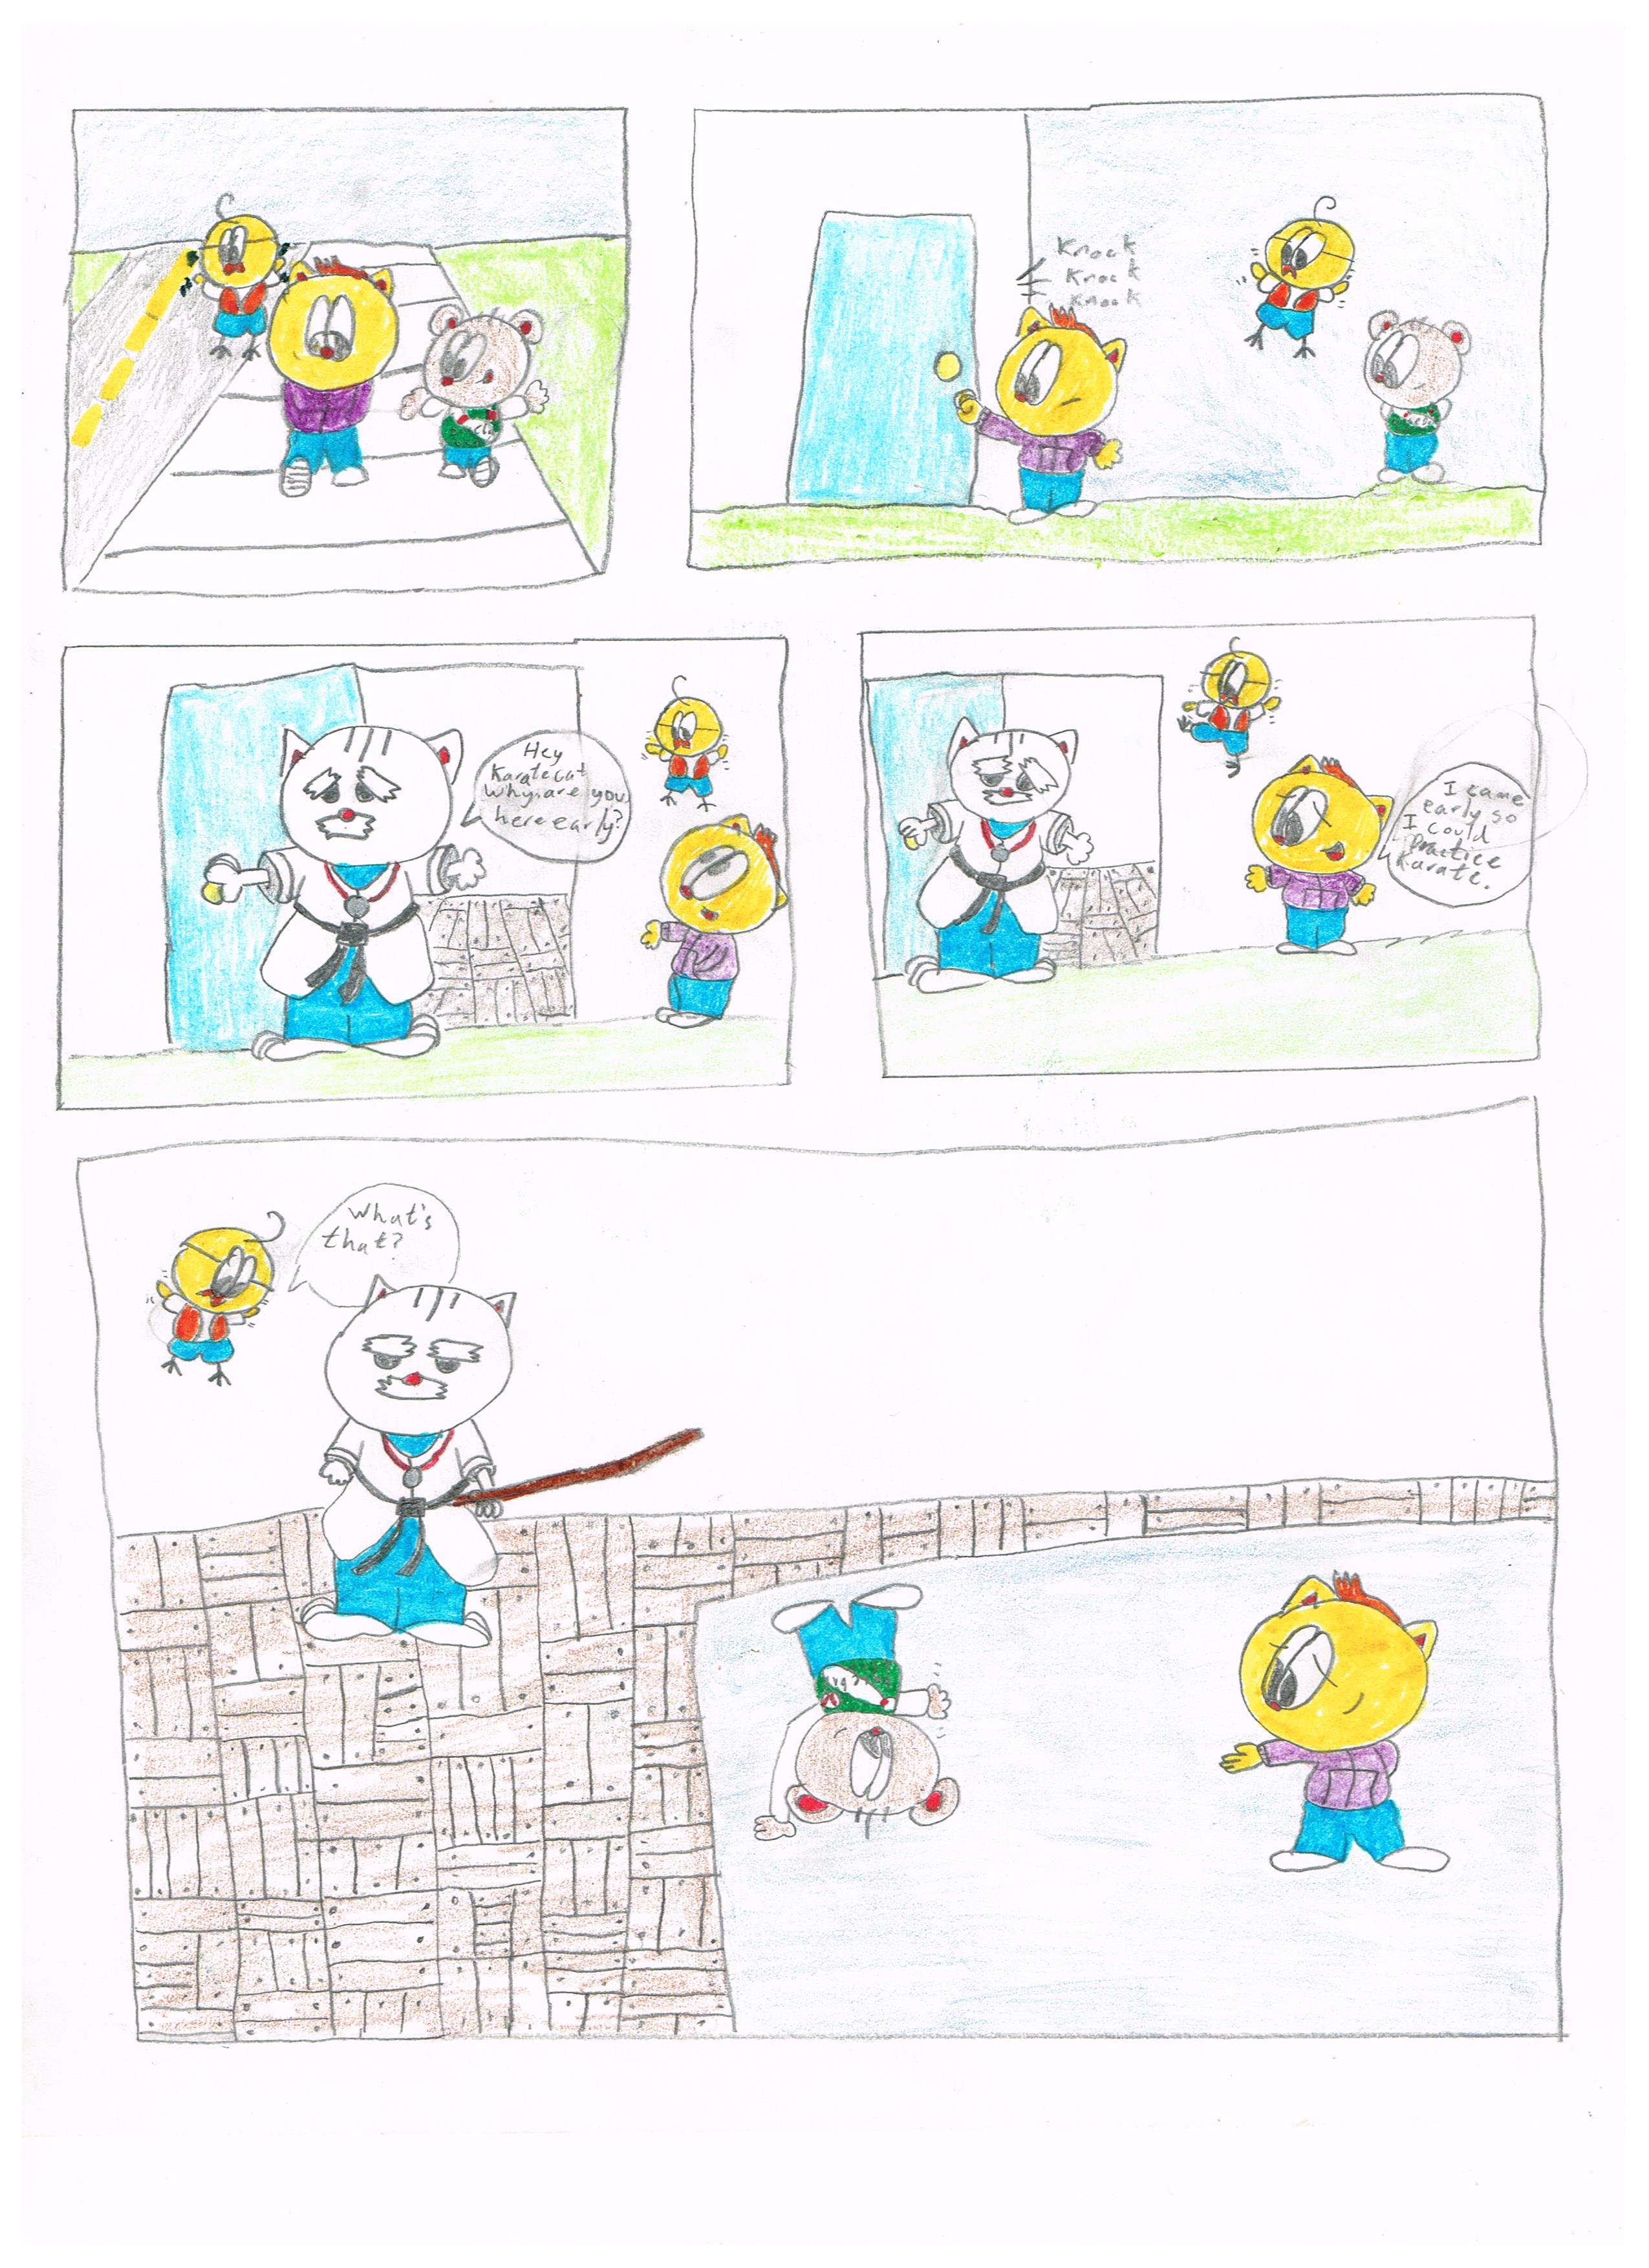 Knock
Knock
Knock
Hey
Karatecat
Why are you
here early?
I came
early so
I could
Practice
Karate.
What's
that?